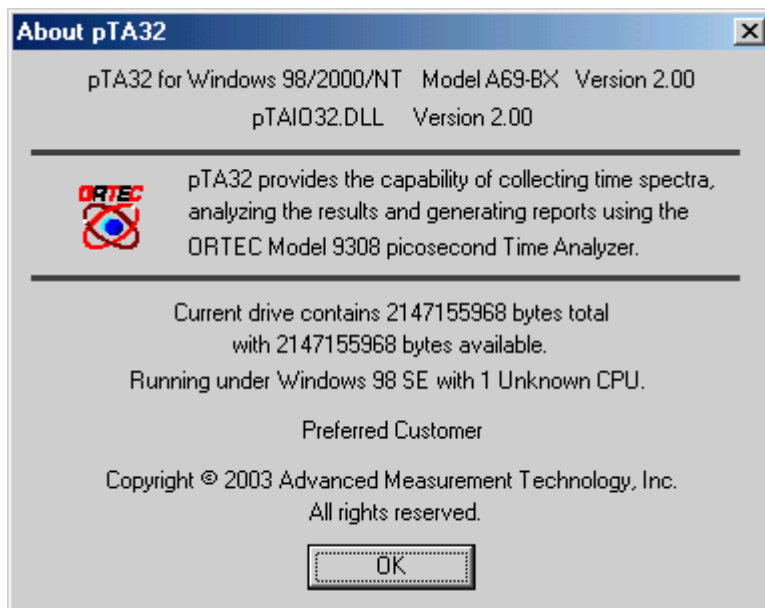 About pTA32
pTA32 for Windows 98/2000/NT Model A69-BX Version 2.00
pTAIO32.DLL Version 2.00
ORTEC
pTA32 provides the capability of collecting time spectra,
analyzing the results and generating reports using the
ORTEC Model 9308 picosecond Time Analyzer.
Current drive contains 2147155968 bytes total
with 2147155968 bytes available.
Running under Windows 98 SE with 1 Unknown CPU.
Preferred Customer
Copyright © 2003 Advanced Measurement Technology, Inc.
All rights reserved.
OK